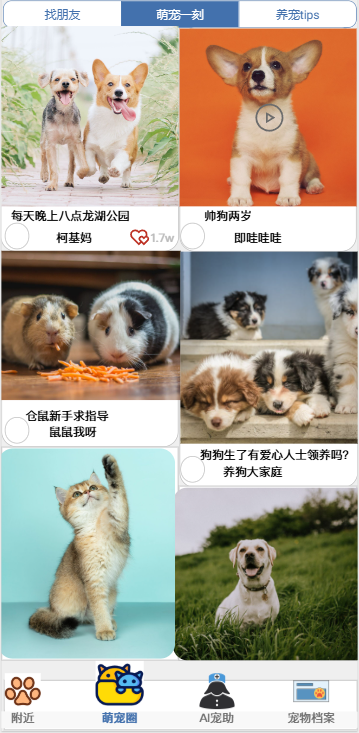 找朋友
萌宠一刻
养宠tips
每天晚上八点龙湖公园
柯基妈
1.7w
帅狗两岁
即哇哇哇
仓鼠新手求指导
鼠鼠我呀
狗狗生了有爱心人士领养吗?
养狗大家庭
附近
萌宠圈
AI宠助
宠物档案